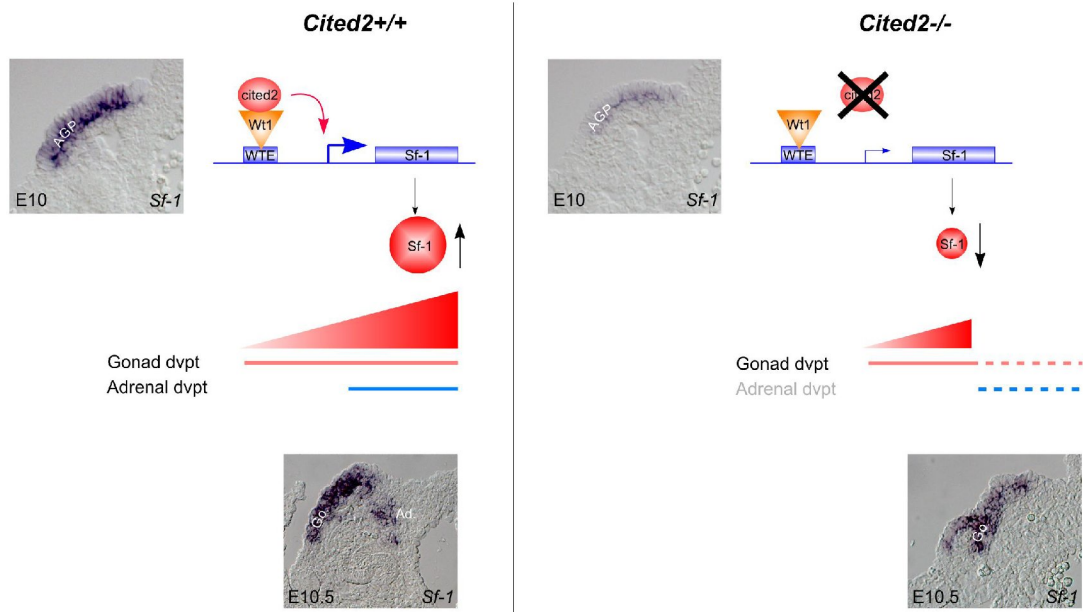 Cited2+/+
AGP
E10
Sf-1
cited2
Wt1
WTE
Sf-1
Sf-1
Gonad dvpt
Adrenal dvpt
Go.
Ad.
E10.5
Sf-1
Cited2-/-
AGP
E10
Sf-1
cited2
Wt1
WTE
Sf-1
Sf-1
Gonad dvpt
Adrenal dvpt
Go.
E10.5
Sf-1